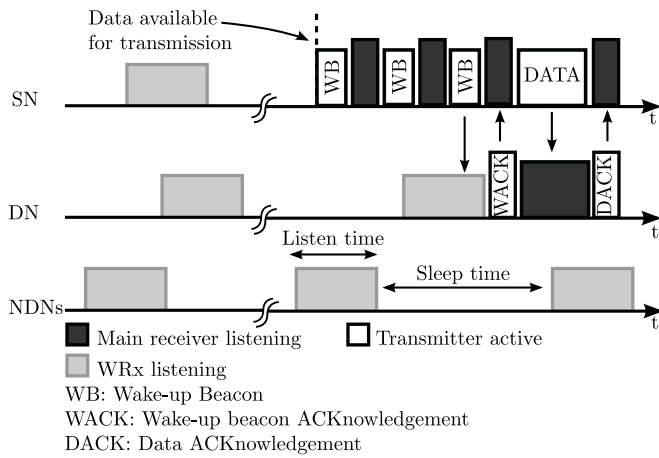 Data available
for transmission
SN
WB
WB
WB
DATA
t
DN
WACK
DACK
t
Listen time
Sleep time
NDNs
t
Main receiver listening
Transmitter active
WRx listening
WB: Wake-up Beacon
WACK: Wake-up beacon ACKnowledgement
DACK: Data ACKnowledgement